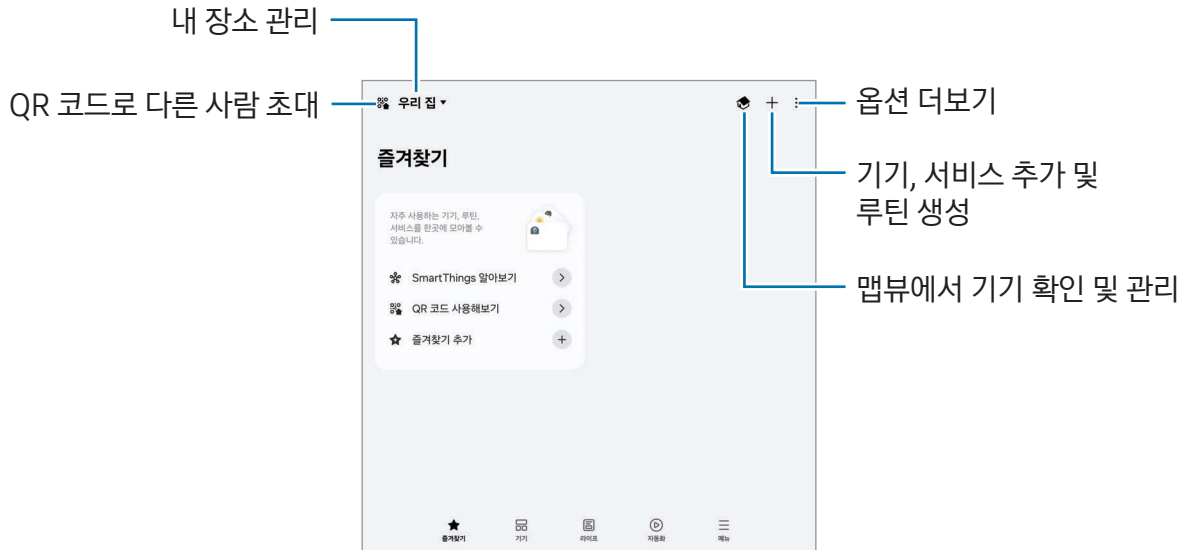 내 장소 관리
QR 코드로 다른 사람 초대
우리 집
옵션 더보기
즐겨찾기
기기, 서비스 추가 및
루틴 생성
자주 사용하는 기기, 루틴,
서비스를 한곳에 모아볼 수
있습니다.
SmartThings 알아보기
맵뷰에서 기기 확인 및 관리
QR 코드 사용해보기
즐겨찾기 추가
즐겨찾기
기기
라이프
자동화
메뉴